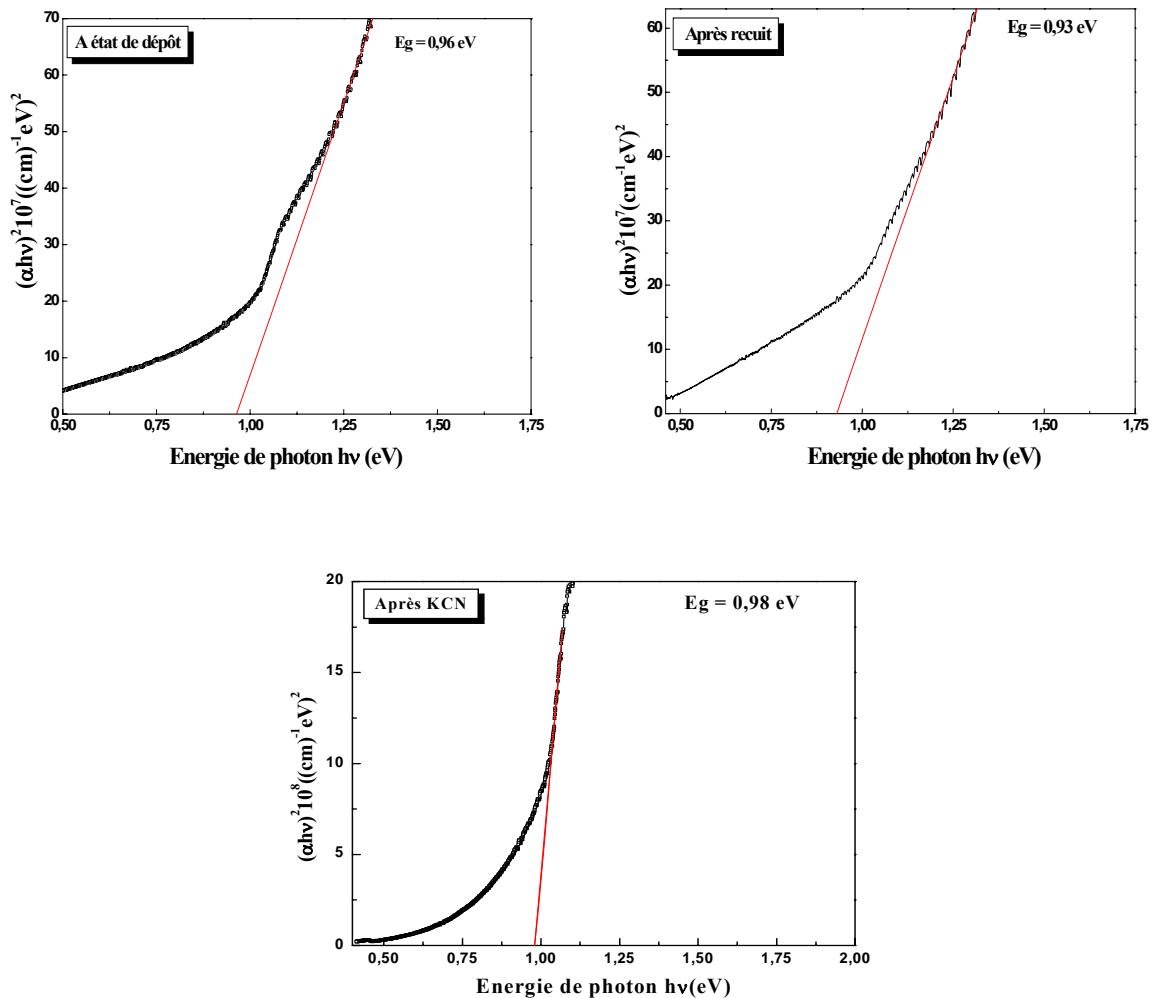 A état de dépôt
Eg = 0,96 eV
(αhν)²10⁷((cm)⁻¹eV)²
70
60
50
40
30
20
10
0
0,50 0,75 1,00 1,25 1,50 1,75
Energie de photon hν (eV)
Après recuit
Eg = 0,93 eV
(αhν)²10⁷(cm⁻¹eV)²
60
50
40
30
20
10
0
0,50 0,75 1,00 1,25 1,50 1,75
Energie de photon hν (eV)
Après KCN
Eg = 0,98 eV
(αhν)²10⁸((cm)⁻¹eV)²
20
15
10
5
0
0,50 0,75 1,00 1,25 1,50 1,75 2,00
Energie de photon hν(eV)